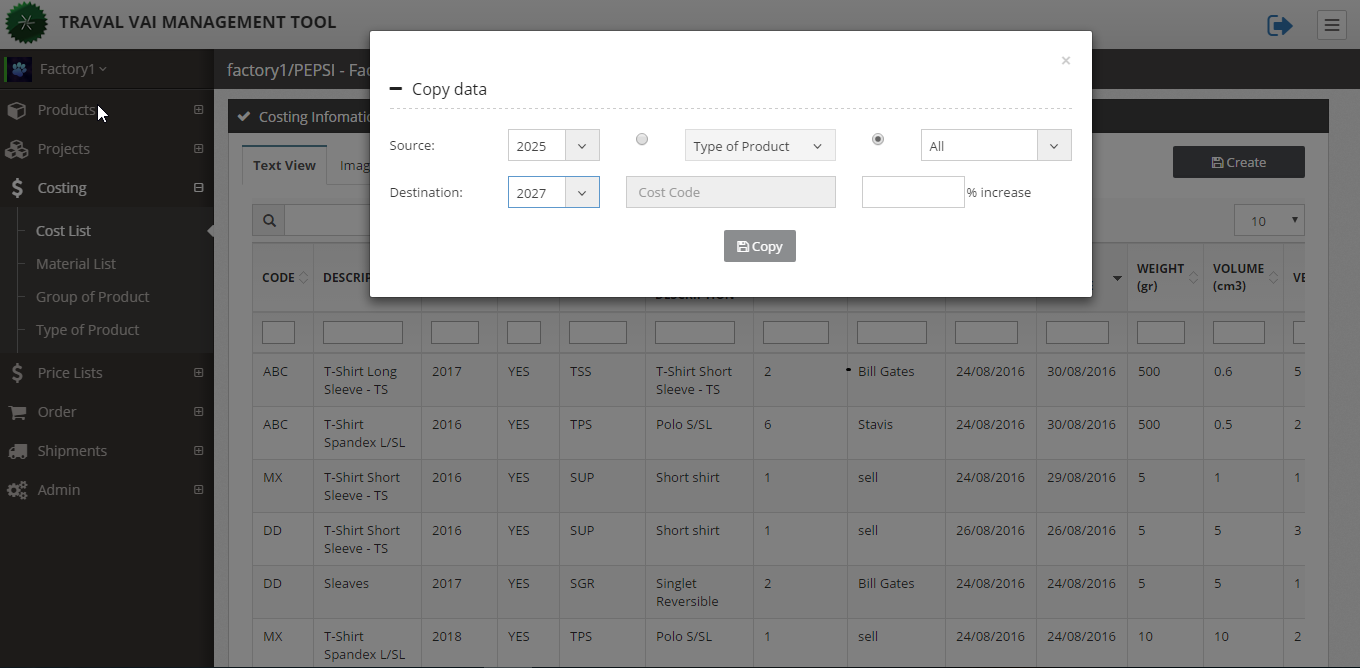 TRAVAL VAI MANAGEMENT TOOL
Factory1
factory1/PEPSI - Fac
Products
Projects
Costing
Cost List
Material List
Group of Product
Type of Product
Price Lists
Order
Shipments
Admin
×
Copy data
Source: 2025 Type of Product All
Destination: 2027 Cost Code % increase
Copy
Costing Infomatio
Text View Imag
Create
10
CODE DESCRIP WEIGHT (gr) VOLUME (cm3) VE
ABC T-Shirt Long Sleeve - TS 2017 YES TSS T-Shirt Short Sleeve - TS 2 Bill Gates 24/08/2016 30/08/2016 500 0.6 5
ABC T-Shirt Spandex L/SL 2016 YES TPS Polo S/SL 6 Stavis 24/08/2016 30/08/2016 500 0.5 2
MX T-Shirt Short Sleeve - TS 2016 YES SUP Short shirt 1 sell 24/08/2016 29/08/2016 5 1 1
DD T-Shirt Short Sleeve - TS 2016 YES SUP Short shirt 1 sell 26/08/2016 26/08/2016 5 5 3
DD Sleaves 2017 YES SGR Singlet Reversible 2 Bill Gates 24/08/2016 24/08/2016 5 5 1
MX T-Shirt Spandex L/SL 2018 YES TPS Polo S/SL 1 sell 24/08/2016 24/08/2016 10 10 2